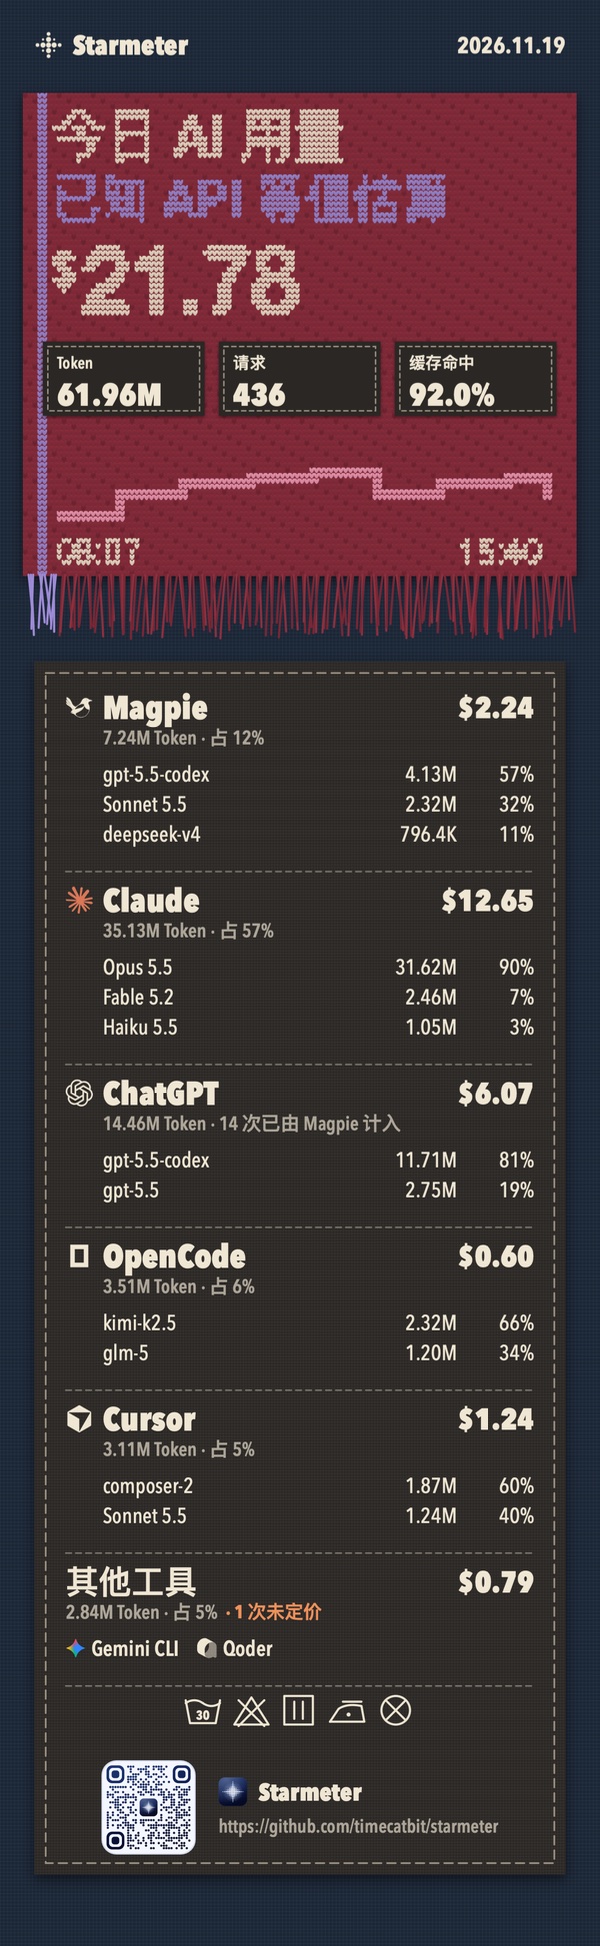 Starmeter
2026.11.19
今日 AI 用量
已知 API 等值估算
$21.78
Token
61.96M
请求
436
缓存命中
92.0%
08:07
15:40
Magpie
$2.24
7.24M Token · 占 12%
gpt-5.5-codex 4.13M 57%
Sonnet 5.5 2.32M 32%
deepseek-v4 796.4K 11%
Claude
$12.65
35.13M Token · 占 57%
Opus 5.5 31.62M 90%
Fable 5.2 2.46M 7%
Haiku 5.5 1.05M 3%
ChatGPT
$6.07
14.46M Token · 14 次已由 Magpie 计入
gpt-5.5-codex 11.71M 81%
gpt-5.5 2.75M 19%
OpenCode
$0.60
3.51M Token · 占 6%
kimi-k2.5 2.32M 66%
glm-5 1.20M 34%
Cursor
$1.24
3.11M Token · 占 5%
composer-2 1.87M 60%
Sonnet 5.5 1.24M 40%
其他工具
$0.79
2.84M Token · 占 5% · 1 次未定价
Gemini CLI Qoder
30
Starmeter
https://github.com/timecatbit/starmeter